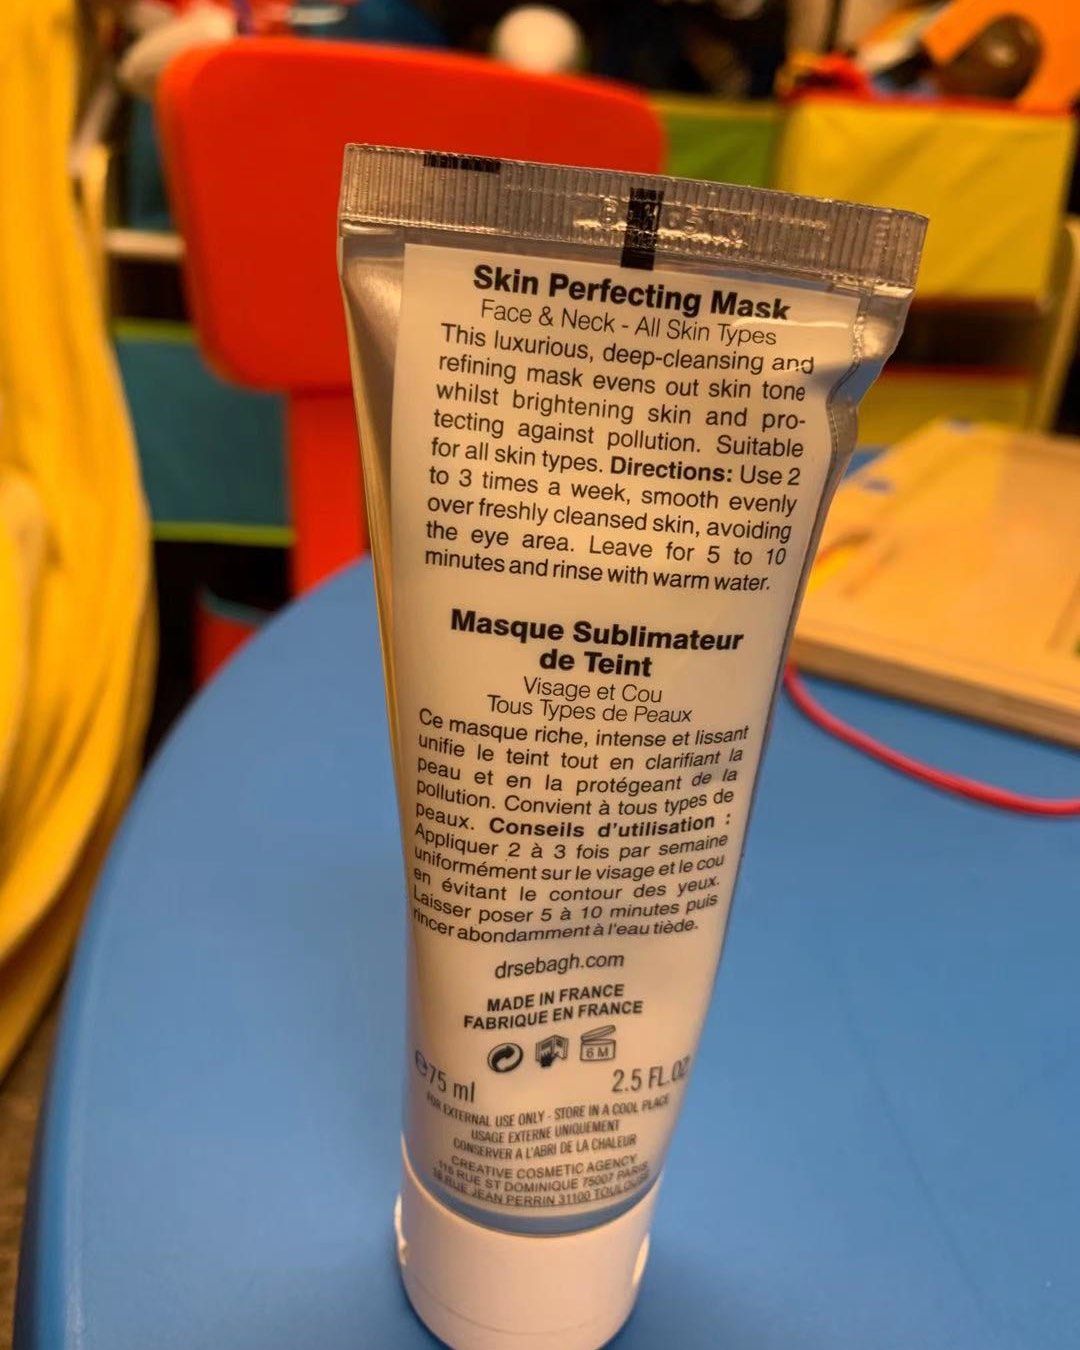 Skin Perfecting Mask
Face & Neck - All Skin Types
This luxurious, deep-cleansing and
refining mask evens out skin tone
whilst brightening skin and pro-
tecting against pollution. Suitable
for all skin types. Directions: Use 2
to 3 times a week, smooth evenly
over freshly cleansed skin, avoiding
the eye area. Leave for 5 to 10
minutes and rinse with warm water.
Masque Sublimateur
de Teint
Visage et Cou
Tous Types de Peaux
Ce masque riche, intense et lissant
unifie le teint tout en clarifiant la
peau et en la protégeant de la
pollution. Convient à tous types de
peaux. Conseils d'utilisation :
Appliquer 2 à 3 fois par semaine
uniformément sur le visage et le cou
en évitant le contour des yeux.
Laisser poser 5 à 10 minutes puis
rincer abondamment à l'eau tiède.
drsebagh.com
MADE IN FRANCE
FABRIQUE EN FRANCE
6 M
℮75 ml 2.5 FL.OZ
FOR EXTERNAL USE ONLY - STORE IN A COOL PLACE
USAGE EXTERNE UNIQUEMENT
CONSERVER A L'ABRI DE LA CHALEUR
CREATIVE COSMETIC AGENCY
116 RUE ST DOMINIQUE 75007 PARIS
RUE JEAN PERRIN 31100 TOULOUSE